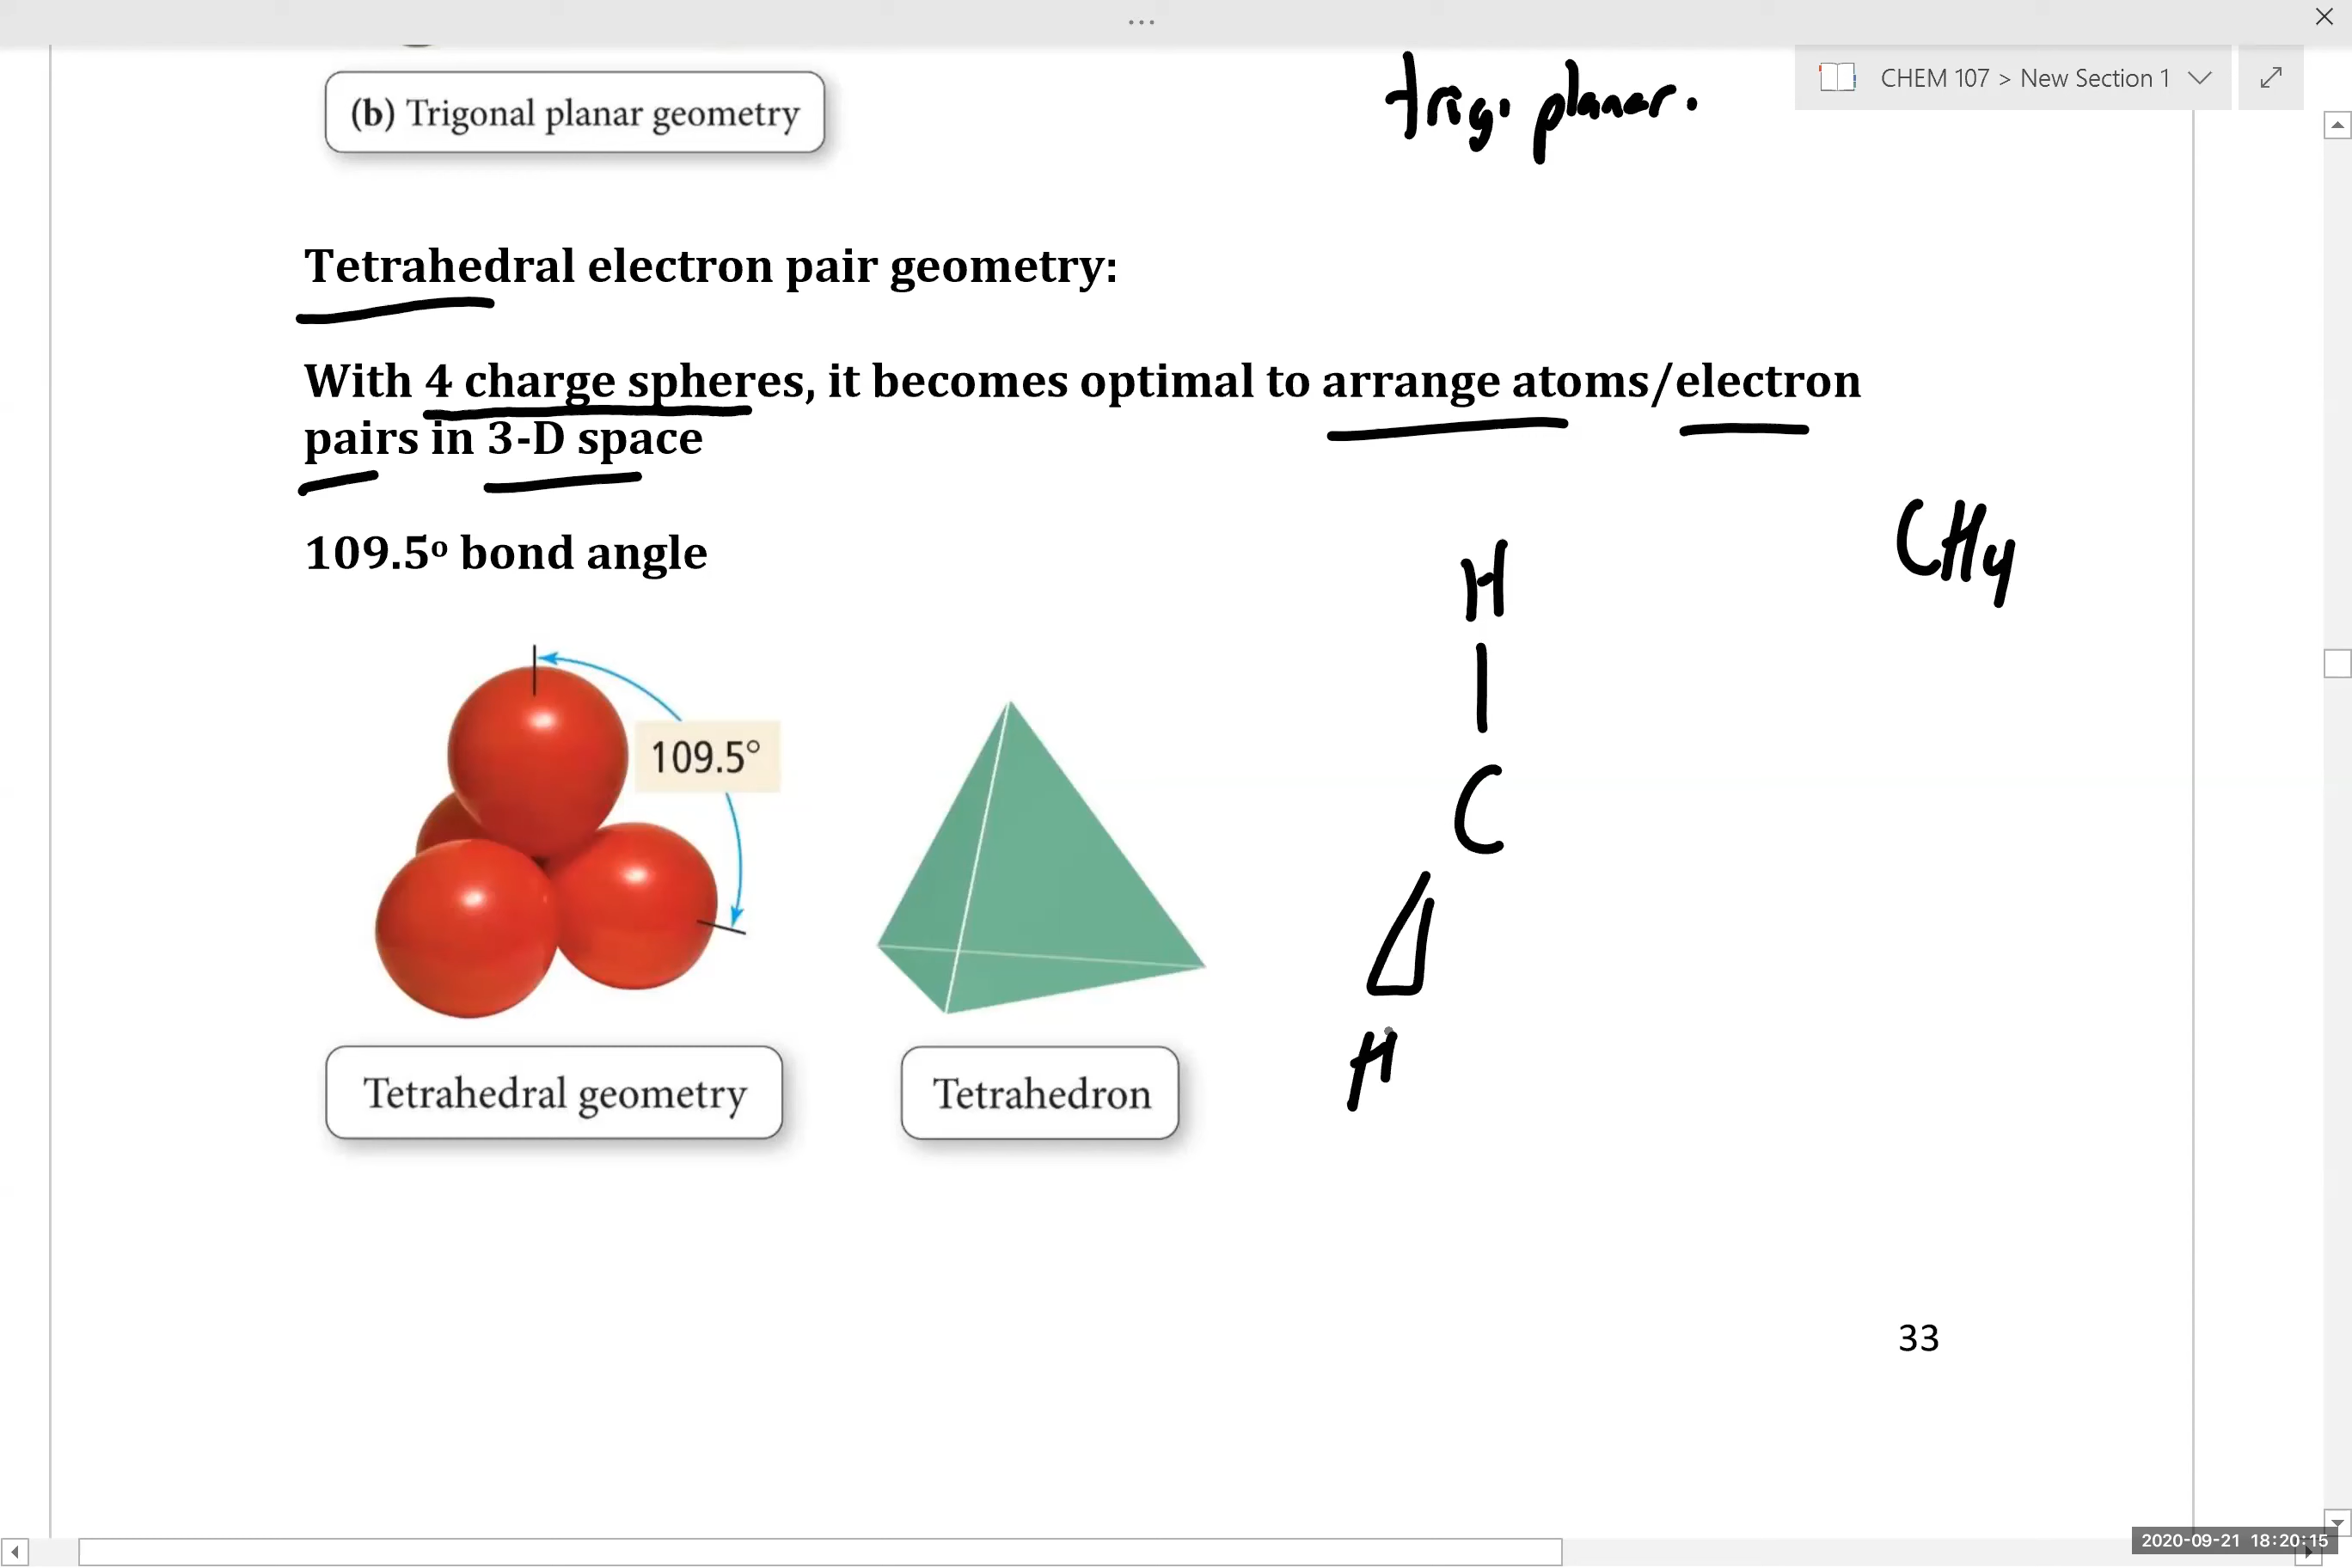 ...
CHEM 107 > New Section 1
(b) Trigonal planar geometry
trig. planar.
Tetrahedral electron pair geometry:
With 4 charge spheres, it becomes optimal to arrange atoms/electron
pairs in 3-D space
109.5º bond angle
CH4
H
C
H
109.5°
Tetrahedral geometry
Tetrahedron
33
2020-09-21 18:20:15